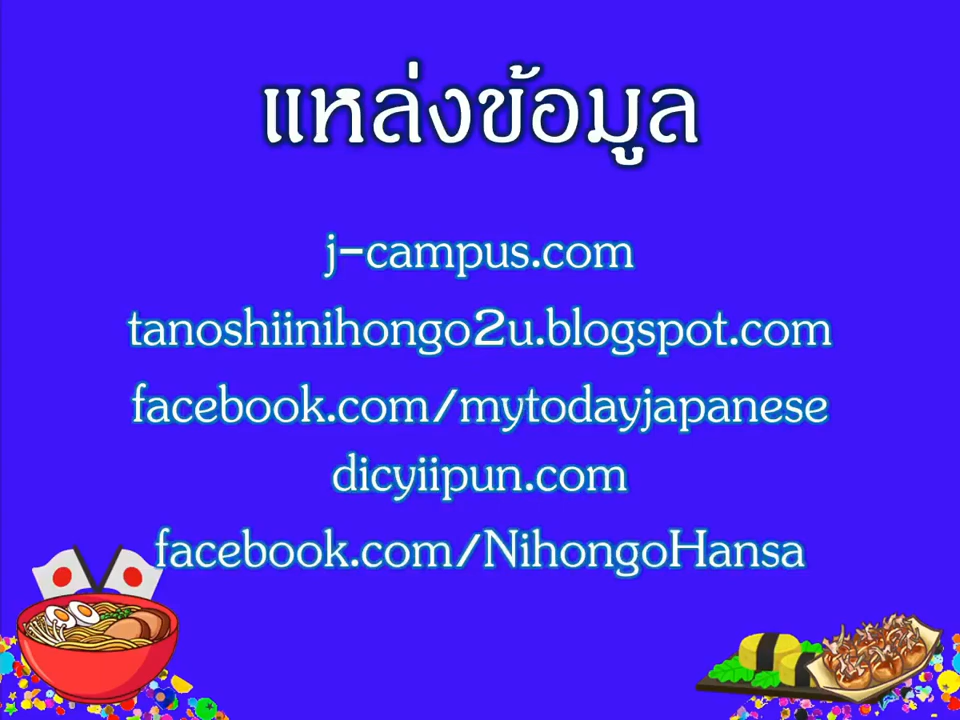 แหล่งข้อมูล
j-campus.com
tanoshiinihongo2u.blogspot.com
facebook.com/mytodayjapanese
dicyiipun.com
facebook.com/NihongoHansa